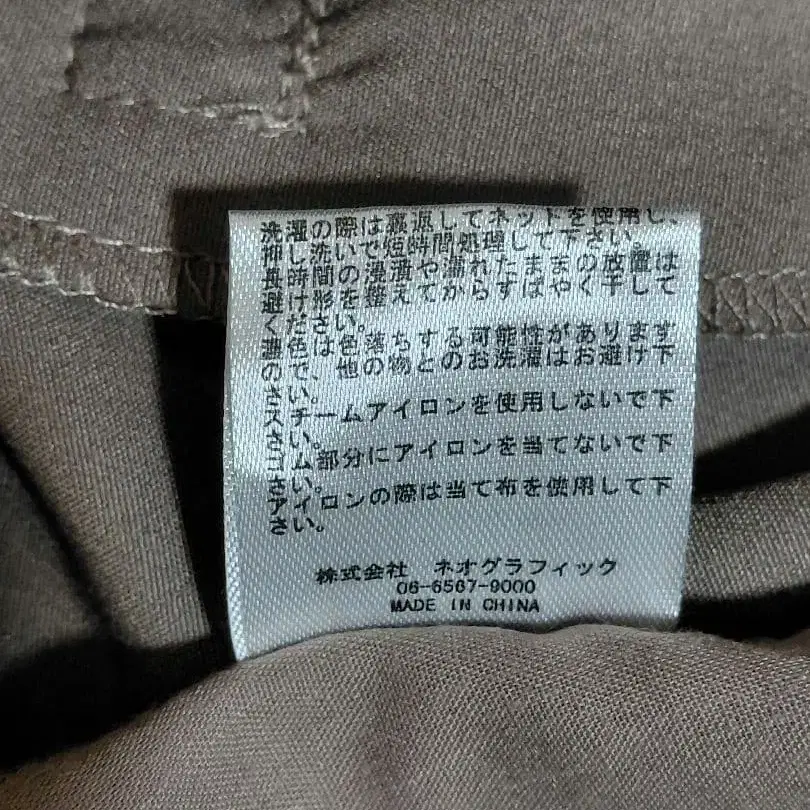 洗濯の際は裏返してネットを使用し、
押し洗いで短時間処理して下さい。
長時間の浸漬や濡れたままの放置は
避け形を整えてからすばやく干して
ください。
濃色は色落ちする可能性があります
ので、他の物とのお洗濯はお避け下
さい。
スチームアイロンを使用しないで下
さい。
ゴム部分にアイロンを当てないで下
さい。
アイロンの際は当て布を使用して下
さい。
株式会社 ネオグラフィック
06-6567-9000
MADE IN CHINA